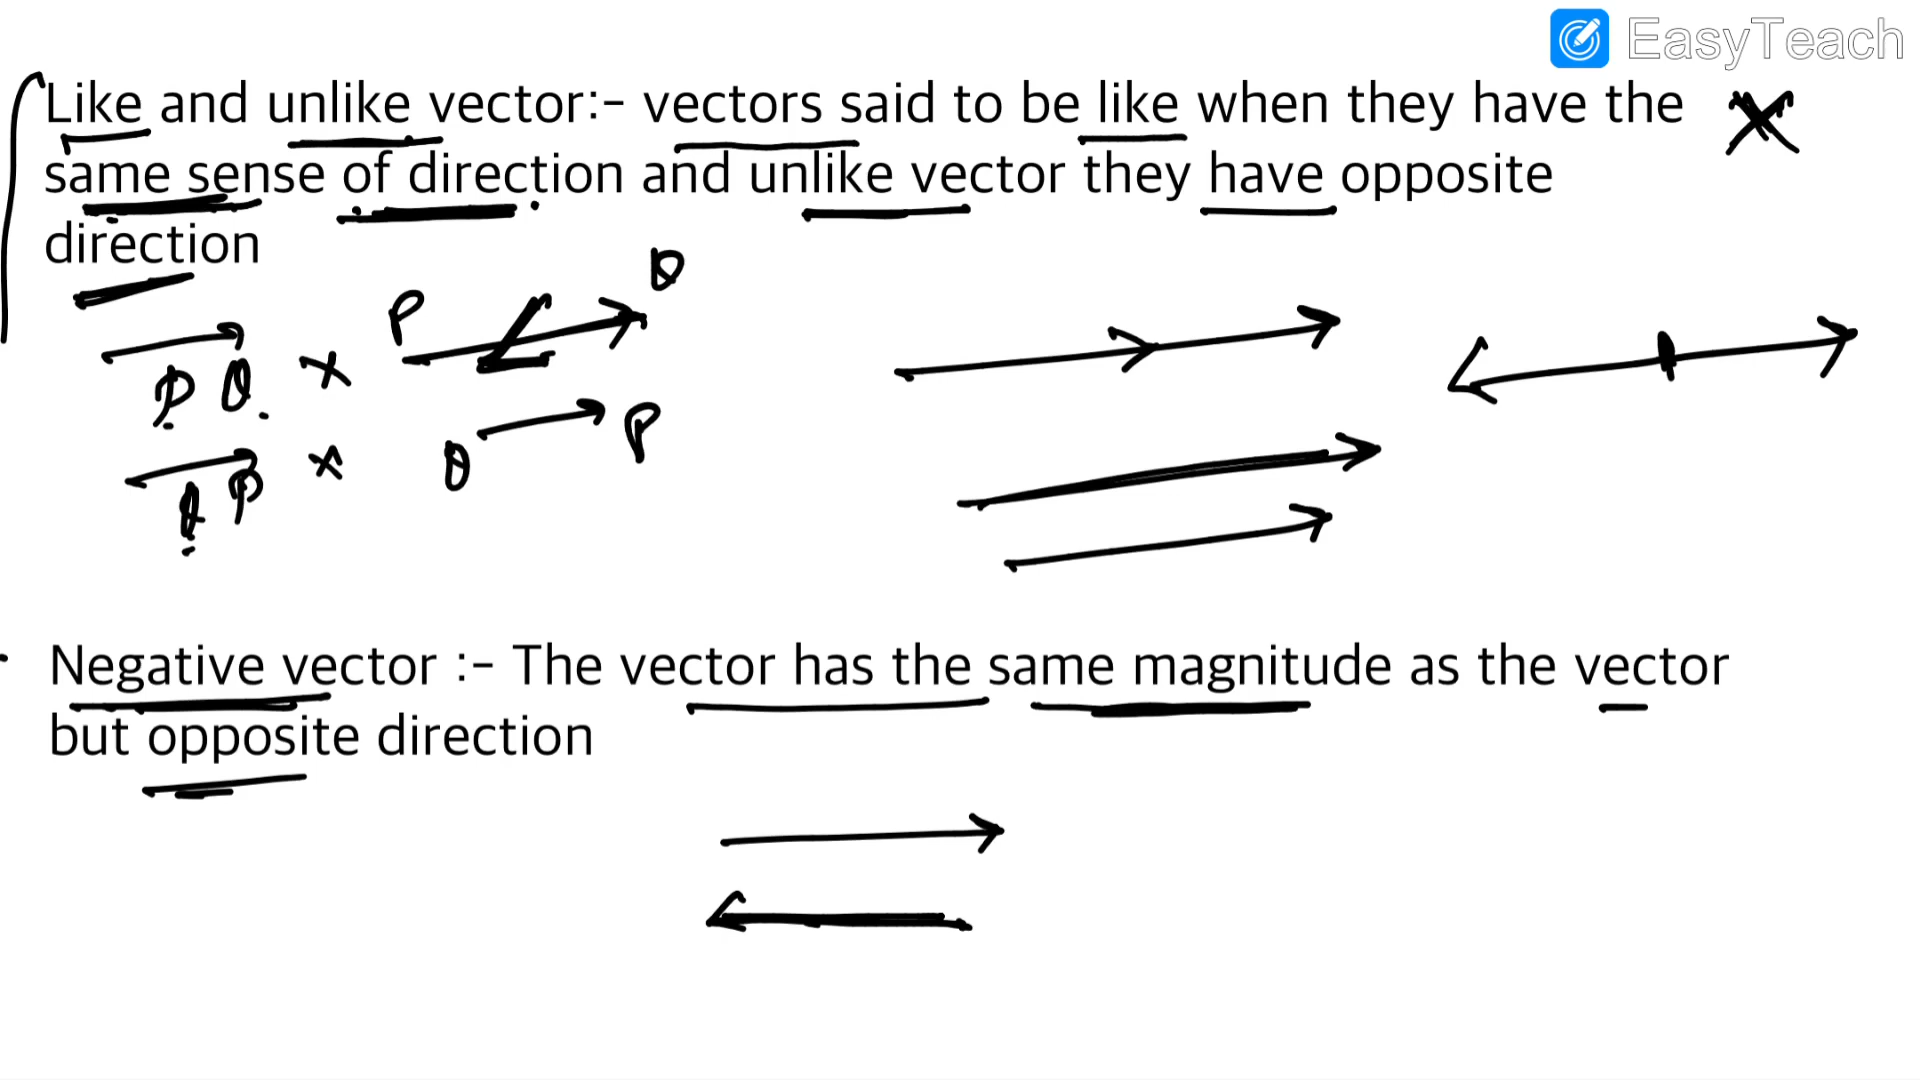 EasyTeach
Like and unlike vector:- vectors said to be like when they have the
same sense of direction and unlike vector they have opposite
direction
P Q
P Q
Q P
Q P
Negative vector :- The vector has the same magnitude as the vector
but opposite direction